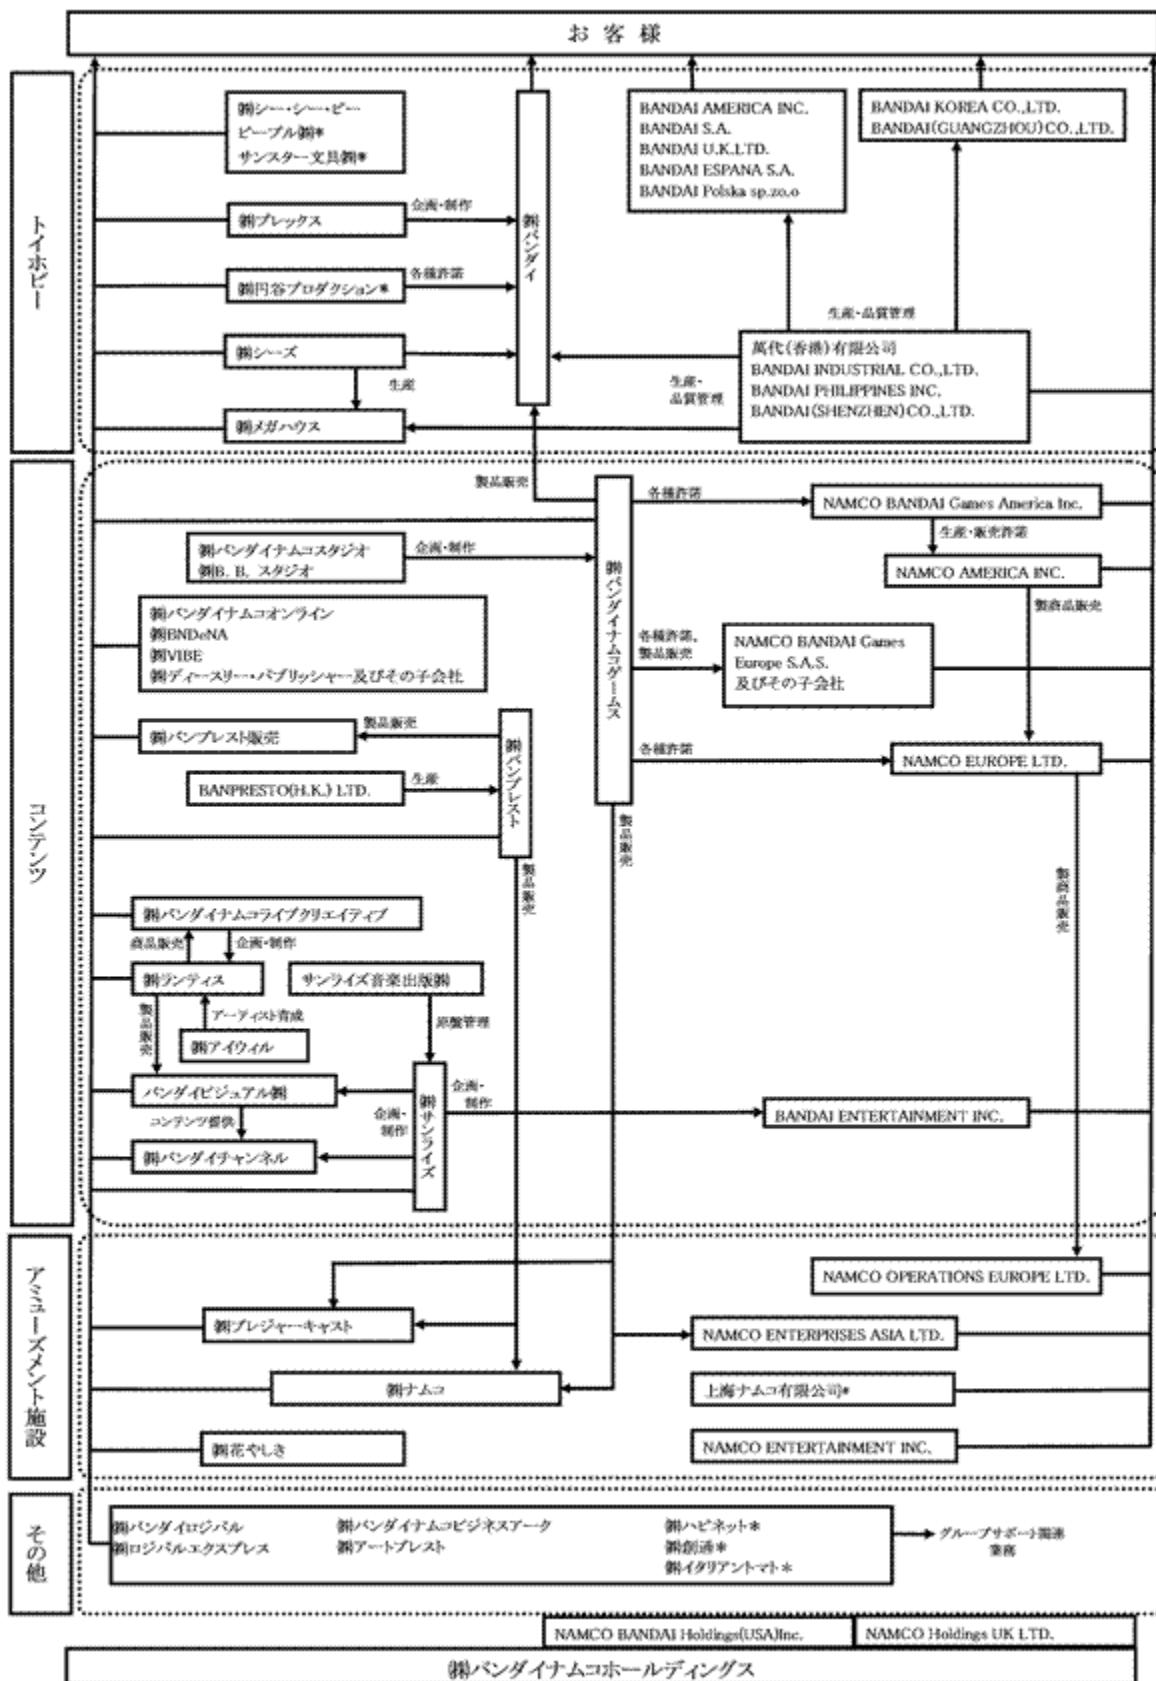 お客様
トイホビー
㈱シー・シー・ピー
ピープル㈱*
サンスター文具㈱*
㈱プレックス
企画・制作
㈱円谷プロダクション*
各種許諾
㈱シーズ
生産
㈱メガハウス
㈱バンダイ
BANDAI AMERICA INC.
BANDAI S.A.
BANDAI U.K.LTD.
BANDAI ESPANA S.A.
BANDAI Polska sp.zo.o
BANDAI KOREA CO.,LTD.
BANDAI(GUANGZHOU)CO.,LTD.
生産・品質管理
萬代(香港)有限公司
BANDAI INDUSTRIAL CO.,LTD.
BANDAI PHILIPPINES INC.
BANDAI(SHENZHEN)CO.,LTD.
生産・
品質管理
コンテンツ
製品販売
㈱バンダイナムコゲームス
各種許諾
NAMCO BANDAI Games America Inc.
生産・販売許諾
NAMCO AMERICA INC.
製商品販売
㈱バンダイナムコスタジオ
㈱B.B.スタジオ
企画・制作
㈱バンダイナムコオンライン
㈱BNDeNA
㈱VIBE
㈱ディースリー・パブリッシャー及びその子会社
各種許諾,
製品販売
NAMCO BANDAI Games
Europe S.A.S.
及びその子会社
㈱バンプレスト販売
製品販売
㈱バンプレスト
BANPRESTO(H.K.) LTD.
生産
各種許諾
NAMCO EUROPE LTD.
製品販売
製品販売
製商品販売
㈱バンダイナムコライブクリエイティブ
商品販売
企画・制作
㈱ランティス
サンライズ音楽出版㈱
製品販売
アーティスト育成
原盤管理
㈱アイウィル
バンダイビジュアル㈱
コンテンツ提供
㈱バンダイチャンネル
企画・
制作
㈱サンライズ
企画・
制作
BANDAI ENTERTAINMENT INC.
アミューズメント施設
NAMCO OPERATIONS EUROPE LTD.
㈱プレジャーキャスト
NAMCO ENTERPRISES ASIA LTD.
㈱ナムコ
上海ナムコ有限公司*
㈱花やしき
NAMCO ENTERTAINMENT INC.
その他
㈱バンダイロジパル
㈱ロジパルエクスプレス
㈱バンダイナムコビジネスアーク
㈱アートプレスト
㈱ハピネット*
㈱創通*
㈱イタリアントマト*
グループサポート関連
業務
NAMCO BANDAI Holdings(USA)Inc.
NAMCO Holdings UK LTD.
㈱バンダイナムコホールディングス